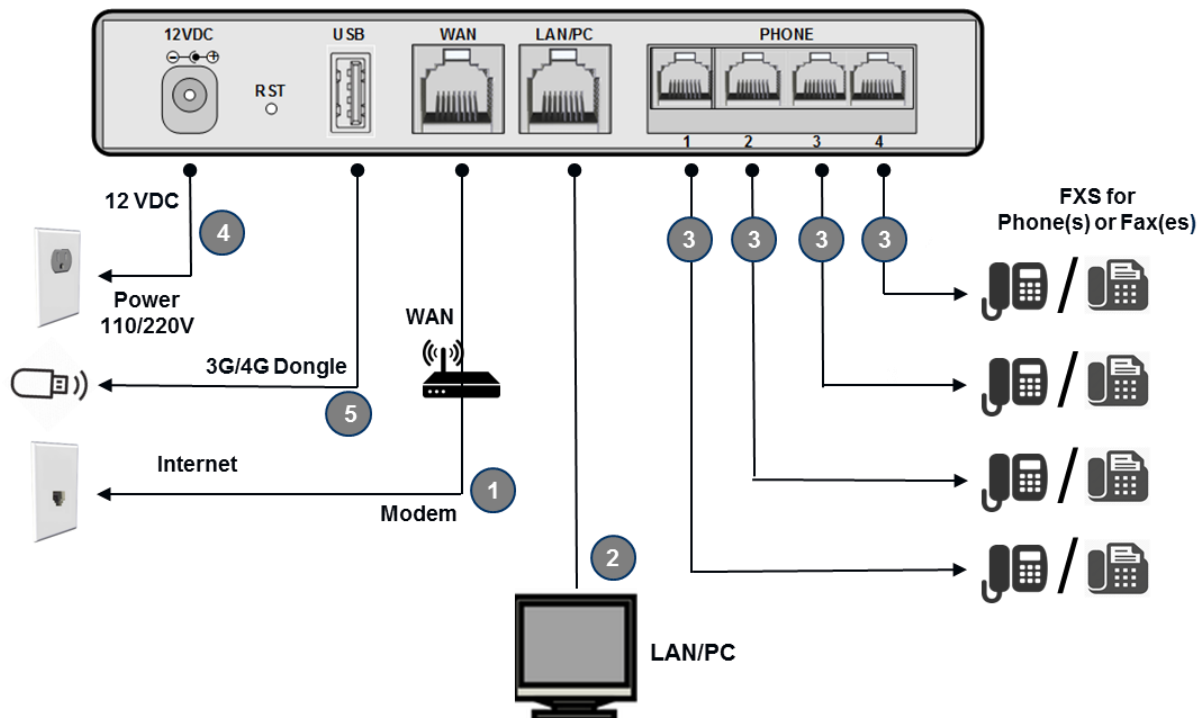 12VDC
USB
WAN
LAN/PC
PHONE
RST
1
2
3
4
12 VDC
4
3
3
3
3
FXS for
Phone(s) or Fax(es)
Power
110/220V
WAN
3G/4G Dongle
5
Internet
1
Modem
2
LAN/PC